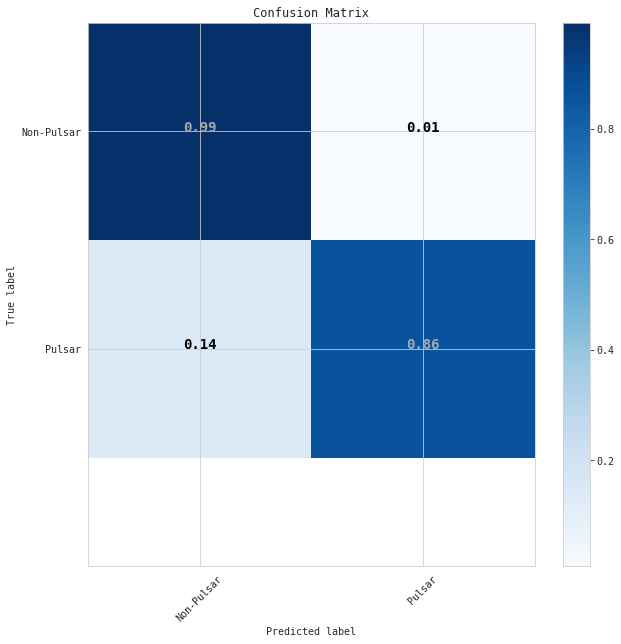 Confusion Matrix
Non-Pulsar
0.99
0.01
0.8
0.6
True label
Pulsar
0.14
0.86
0.4
0.2
Non-Pulsar
Pulsar
Predicted label